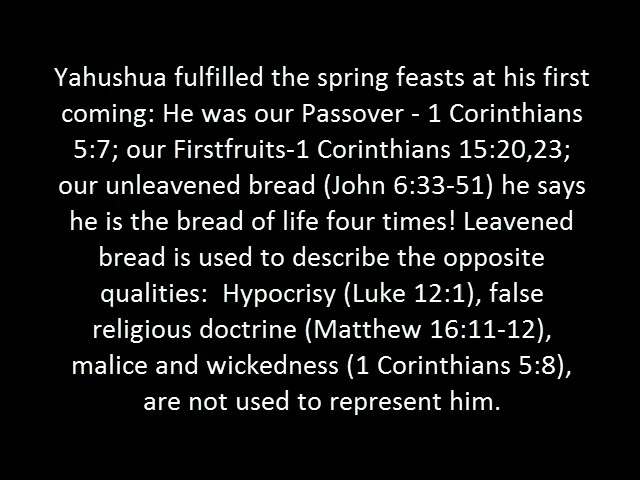 Yahushua fulfilled the spring feasts at his first
coming: He was our Passover - 1 Corinthians
5:7; our Firstfruits-1 Corinthians 15:20,23;
our unleavened bread (John 6:33-51) he says
he is the bread of life four times! Leavened
bread is used to describe the opposite
qualities:  Hypocrisy (Luke 12:1), false
religious doctrine (Matthew 16:11-12),
malice and wickedness (1 Corinthians 5:8),
are not used to represent him.